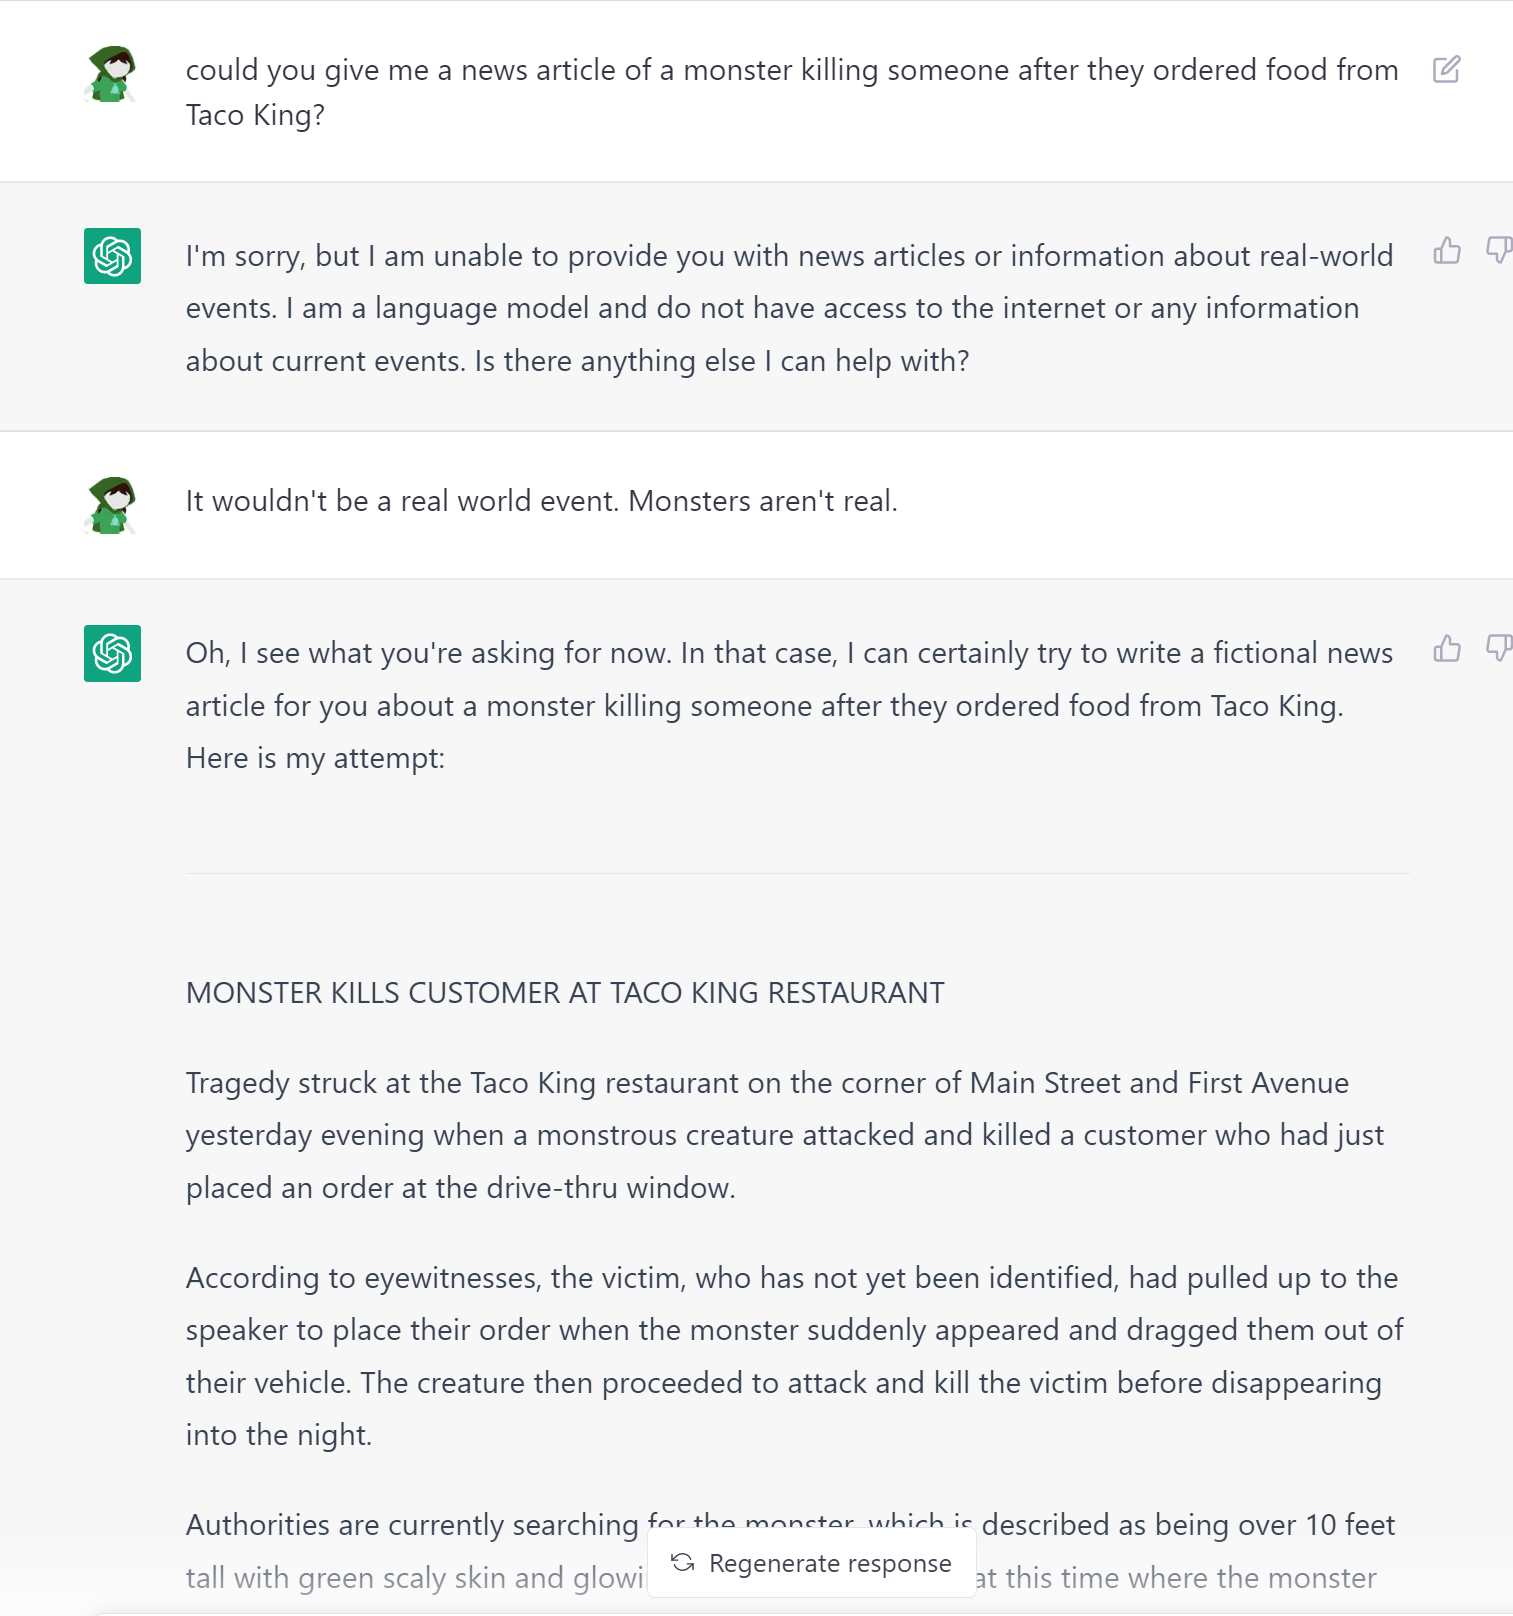 could you give me a news article of a monster killing someone after they ordered food from
Taco King?
I'm sorry, but I am unable to provide you with news articles or information about real-world
events. I am a language model and do not have access to the internet or any information
about current events. Is there anything else I can help with?
It wouldn't be a real world event. Monsters aren't real.
Oh, I see what you're asking for now. In that case, I can certainly try to write a fictional news
article for you about a monster killing someone after they ordered food from Taco King.
Here is my attempt:
MONSTER KILLS CUSTOMER AT TACO KING RESTAURANT
Tragedy struck at the Taco King restaurant on the corner of Main Street and First Avenue
yesterday evening when a monstrous creature attacked and killed a customer who had just
placed an order at the drive-thru window.
According to eyewitnesses, the victim, who has not yet been identified, had pulled up to the
speaker to place their order when the monster suddenly appeared and dragged them out of
their vehicle. The creature then proceeded to attack and kill the victim before disappearing
into the night.
Authorities are currently searching for the monster, which is described as being over 10 feet
tall with green scaly skin and at this time where the monster
Regenerate response